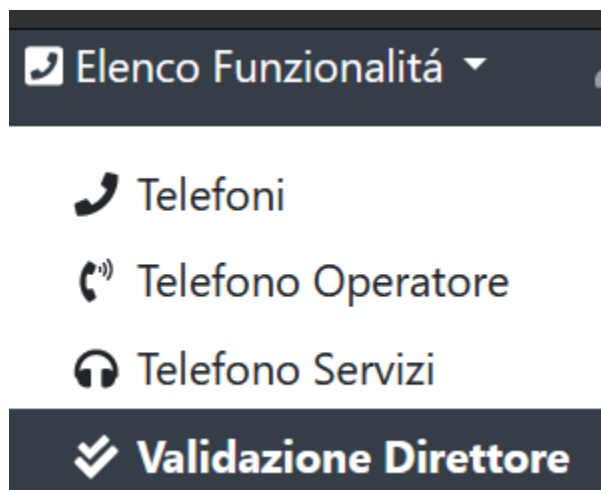 Elenco Funzionalitá
Telefoni
Telefono Operatore
Telefono Servizi
Validazione Direttore